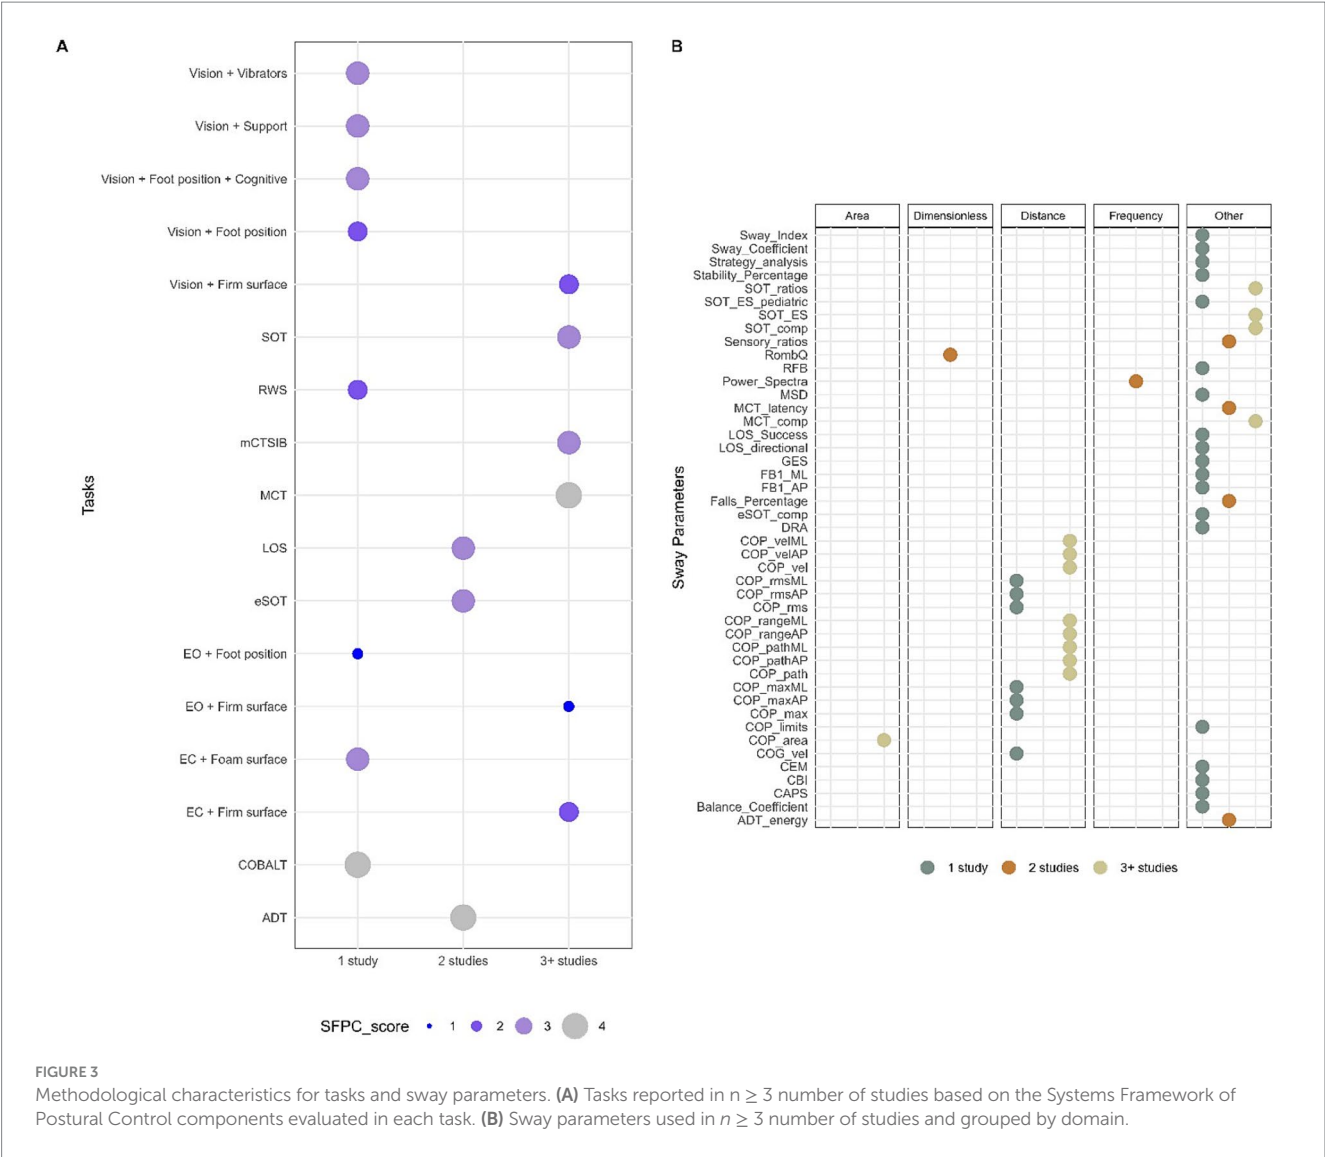 A
Vision + Vibrators
Vision + Support
Vision + Foot position + Cognitive
Vision + Foot position
Vision + Firm surface
SOT
RWS
mCTSIB
MCT
LOS
eSOT
EO + Foot position
EO + Firm surface
EC + Foam surface
EC + Firm surface
COBALT
ADT
Tasks
1 study 2 studies 3+ studies
SFPC_score 1 2 3 4
B
Area Dimensionless Distance Frequency Other
Sway_Index
Sway_Coefficient
Strategy_analysis
Stability_Percentage
SOT_ratios
SOT_ES_pediatric
SOT_ES
SOT_comp
Sensory_ratios
RombQ
RFB
Power_Spectra
MSD
MCT_latency
MCT_comp
LOS_Success
LOS_directional
GES
FB1_ML
FB1_AP
Falls_Percentage
eSOT_comp
DRA
COP_velML
COP_velAP
COP_vel
COP_rmsML
COP_rmsAP
COP_rms
COP_rangeML
COP_rangeAP
COP_pathML
COP_pathAP
COP_path
COP_maxML
COP_maxAP
COP_max
COP_limits
COP_area
COG_vel
CEM
CBI
CAPS
Balance_Coefficient
ADT_energy
Sway Parameters
1 study 2 studies 3+ studies
FIGURE 3
Methodological characteristics for tasks and sway parameters. (A) Tasks reported in n ≥ 3 number of studies based on the Systems Framework of
Postural Control components evaluated in each task. (B) Sway parameters used in n ≥ 3 number of studies and grouped by domain.